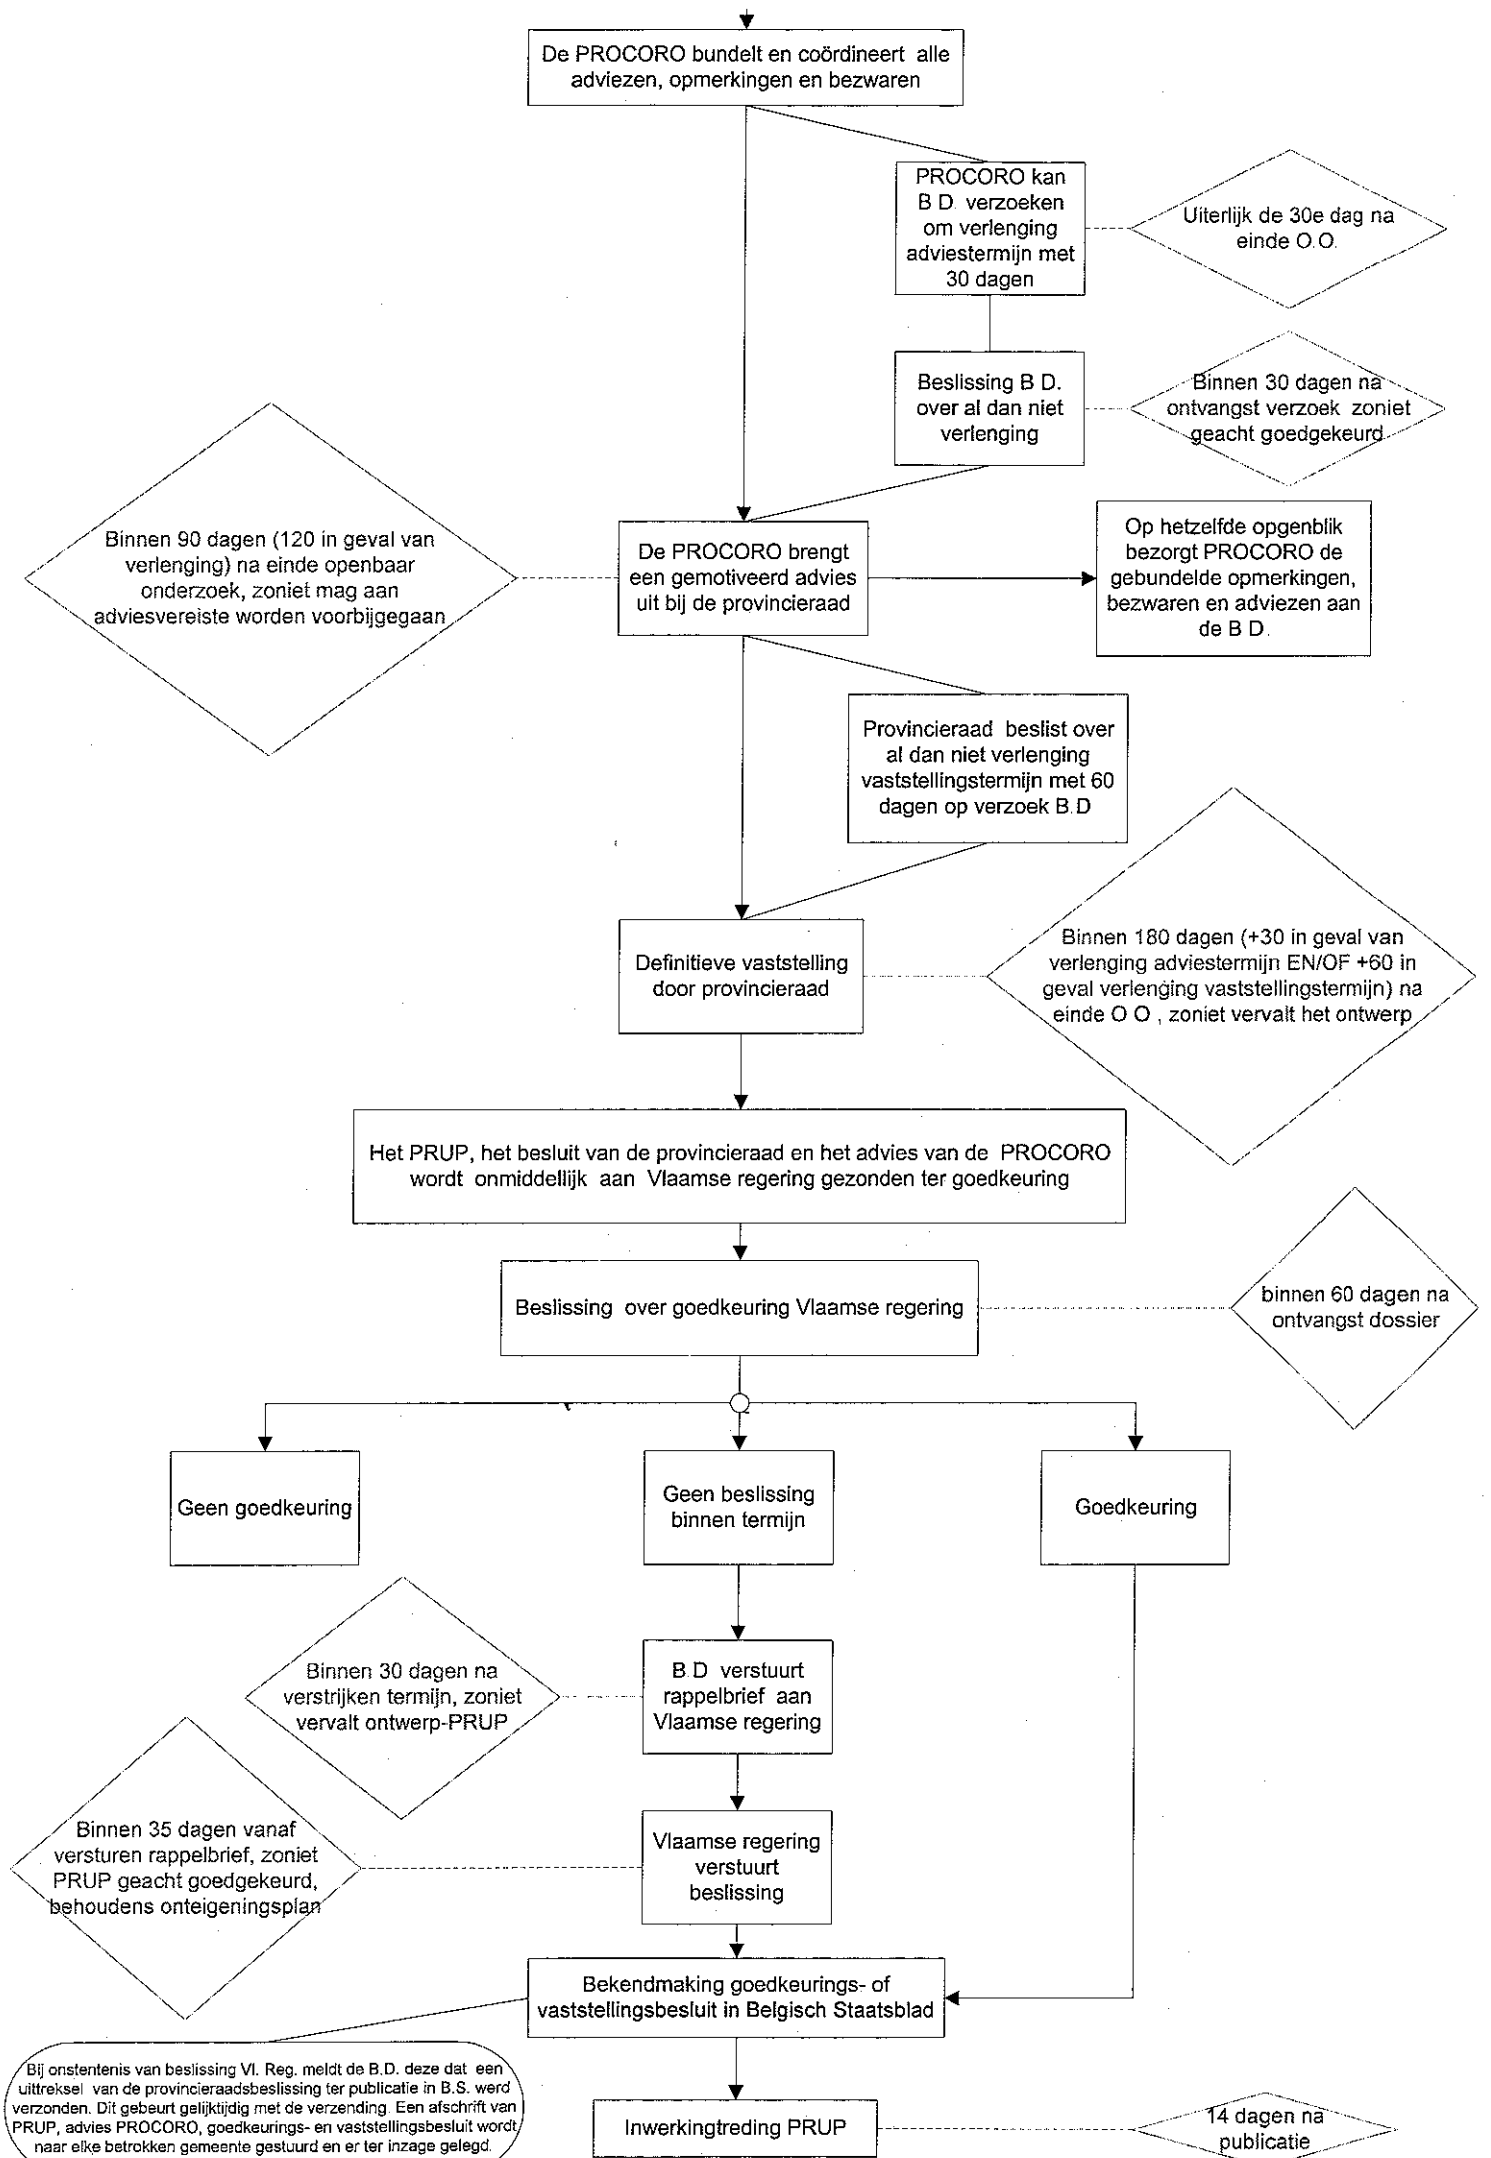 De PROCORO bundelt en coördineert alle
adviezen, opmerkingen en bezwaren
PROCORO kan
B D. verzoeken
om verlenging
adviestermijn met
30 dagen
Uiterlijk de 30e dag na
einde O.O.
Beslissing B D.
over al dan niet
verlenging
Binnen 30 dagen na
ontvangst verzoek zoniet
geacht goedgekeurd
Binnen 90 dagen (120 in geval van
verlenging) na einde openbaar
onderzoek, zoniet mag aan
adviesvereiste worden voorbijgegaan
De PROCORO brengt
een gemotiveerd advies
uit bij de provincieraad
Op hetzelfde opgenblik
bezorgt PROCORO de
gebundelde opmerkingen,
bezwaren en adviezen aan
de B D.
Provincieraad beslist over
al dan niet verlenging
vaststellingstermijn met 60
dagen op verzoek B.D
Definitieve vaststelling
door provincieraad
Binnen 180 dagen (+30 in geval van
verlenging adviestermijn EN/OF +60 in
geval verlenging vaststellingstermijn) na
einde O O , zoniet vervalt het ontwerp
Het PRUP, het besluit van de provincieraad en het advies van de PROCORO
wordt onmiddellijk aan Vlaamse regering gezonden ter goedkeuring
Beslissing over goedkeuring Vlaamse regering
binnen 60 dagen na
ontvangst dossier
Geen goedkeuring
Geen beslissing
binnen termijn
Goedkeuring
Binnen 30 dagen na
verstrijken termijn, zoniet
vervalt ontwerp-PRUP
B.D verstuurt
rappelbrief aan
Vlaamse regering
Binnen 35 dagen vanaf
versturen rappelbrief, zoniet
PRUP geacht goedgekeurd,
behoudens onteigeningsplan
Vlaamse regering
verstuurt
beslissing
Bekendmaking goedkeurings- of
vaststellingsbesluit in Belgisch Staatsblad
Bij onstentenis van beslissing Vl. Reg. meldt de B.D. deze dat een
uittreksel van de provincieraadsbeslissing ter publicatie in B.S. werd
verzonden. Dit gebeurt gelijktijdig met de verzending. Een afschrift van
PRUP, advies PROCORO, goedkeurings- en vaststellingsbesluit wordt
naar elke betrokken gemeente gestuurd en er ter inzage gelegd.
Inwerkingtreding PRUP
14 dagen na
publicatie